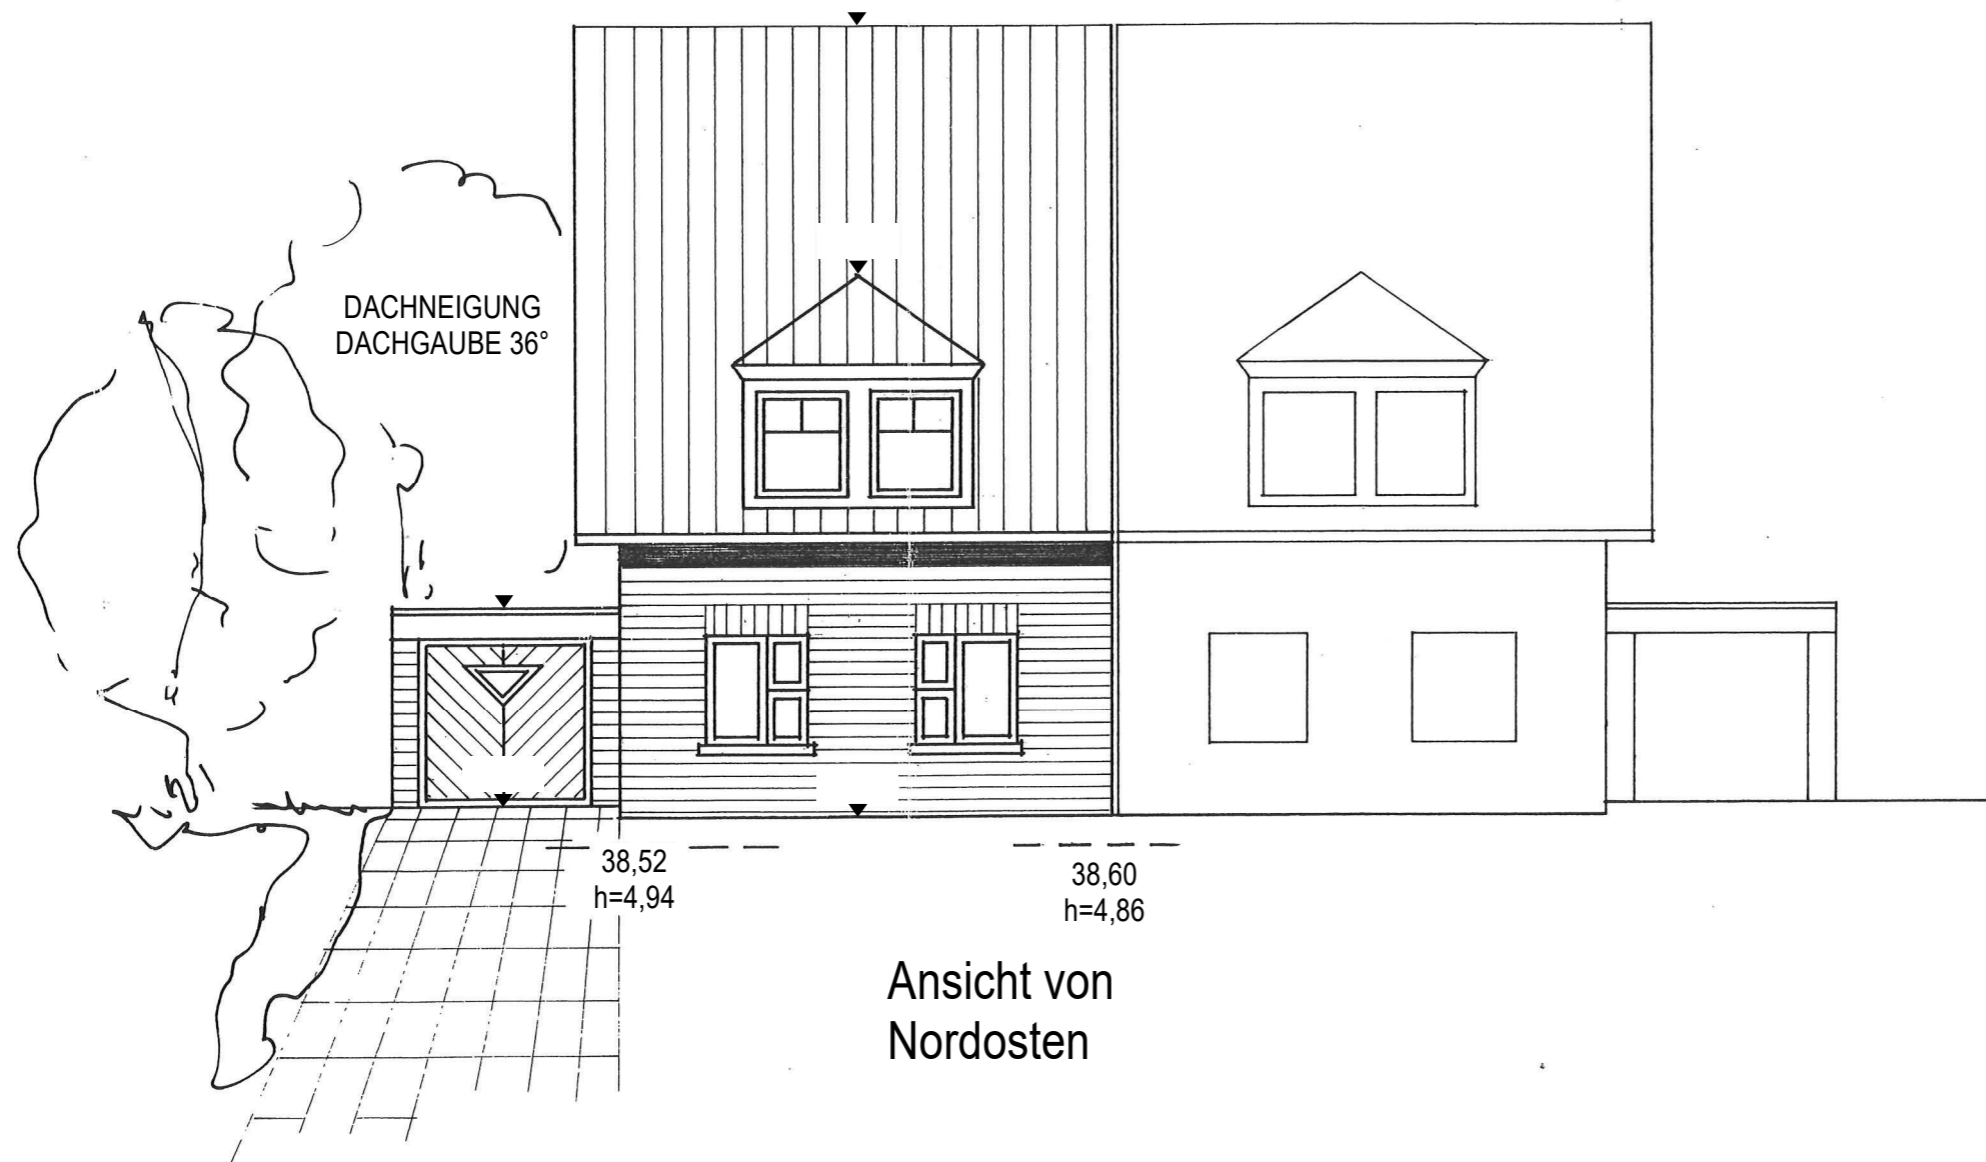 DACHNEIGUNG
DACHGAUBE 36°
38,52
h=4,94
38,60
h=4,86
Ansicht von
Nordosten